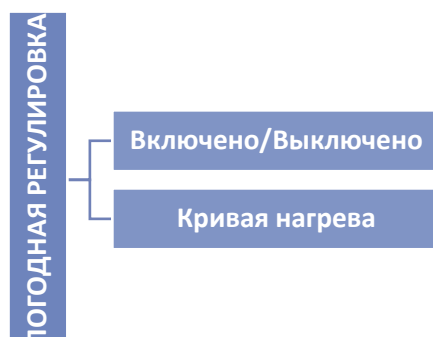 ПОГОДНАЯ РЕГУЛИРОВКА
Включено/Выключено
Кривая нагрева